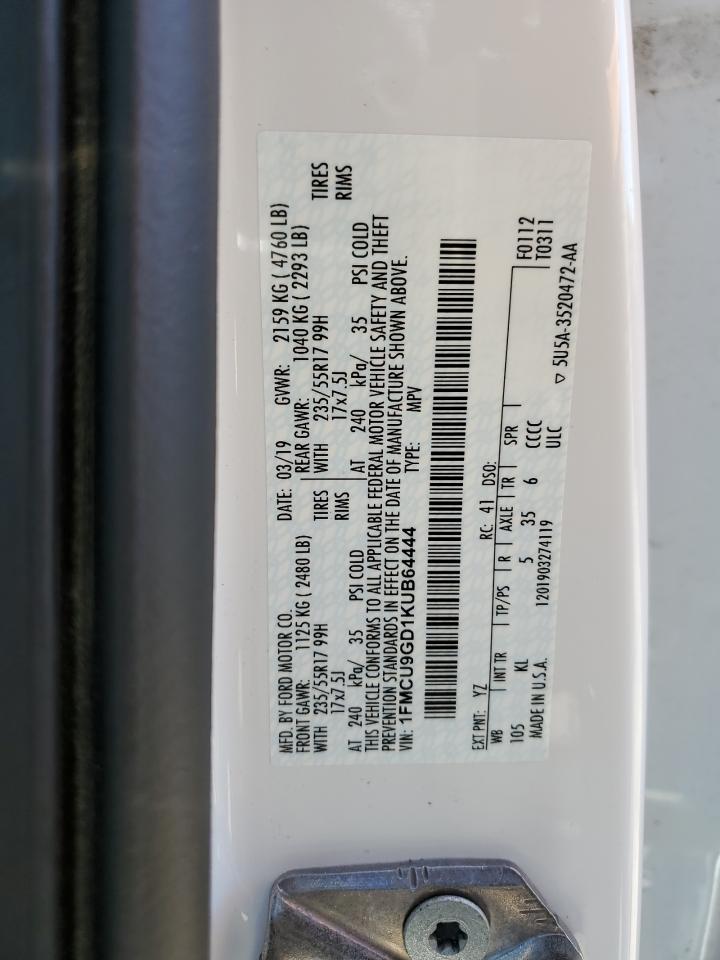 MFD. BY FORD MOTOR CO. DATE: 03/19 GVWR: 2159 KG ( 4760 LB)
FRONT GAWR: 1125 KG ( 2480 LB) REAR GAWR: 1040 KG ( 2293 LB)
WITH 235/55R17 99H TIRES WITH 235/55R17 99H TIRES
17x7.5J RIMS 17x7.5J RIMS
AT 240 kPa/ 35 PSI COLD AT 240 kPa/ 35 PSI COLD
THIS VEHICLE CONFORMS TO ALL APPLICABLE FEDERAL MOTOR VEHICLE SAFETY AND THEFT
PREVENTION STANDARDS IN EFFECT ON THE DATE OF MANUFACTURE SHOWN ABOVE.
VIN: 1FMCU9GD1KUB64444 TYPE: MPV
EXT PNT: YZ RC: 41 DSO:
WB INT TR TP/PS R AXLE TR SPR F0112
105 KL 5 35 6 CCCC T0311
MADE IN U.S.A. 1201903274119 ULC ▽ 5U5A-3520472-AA